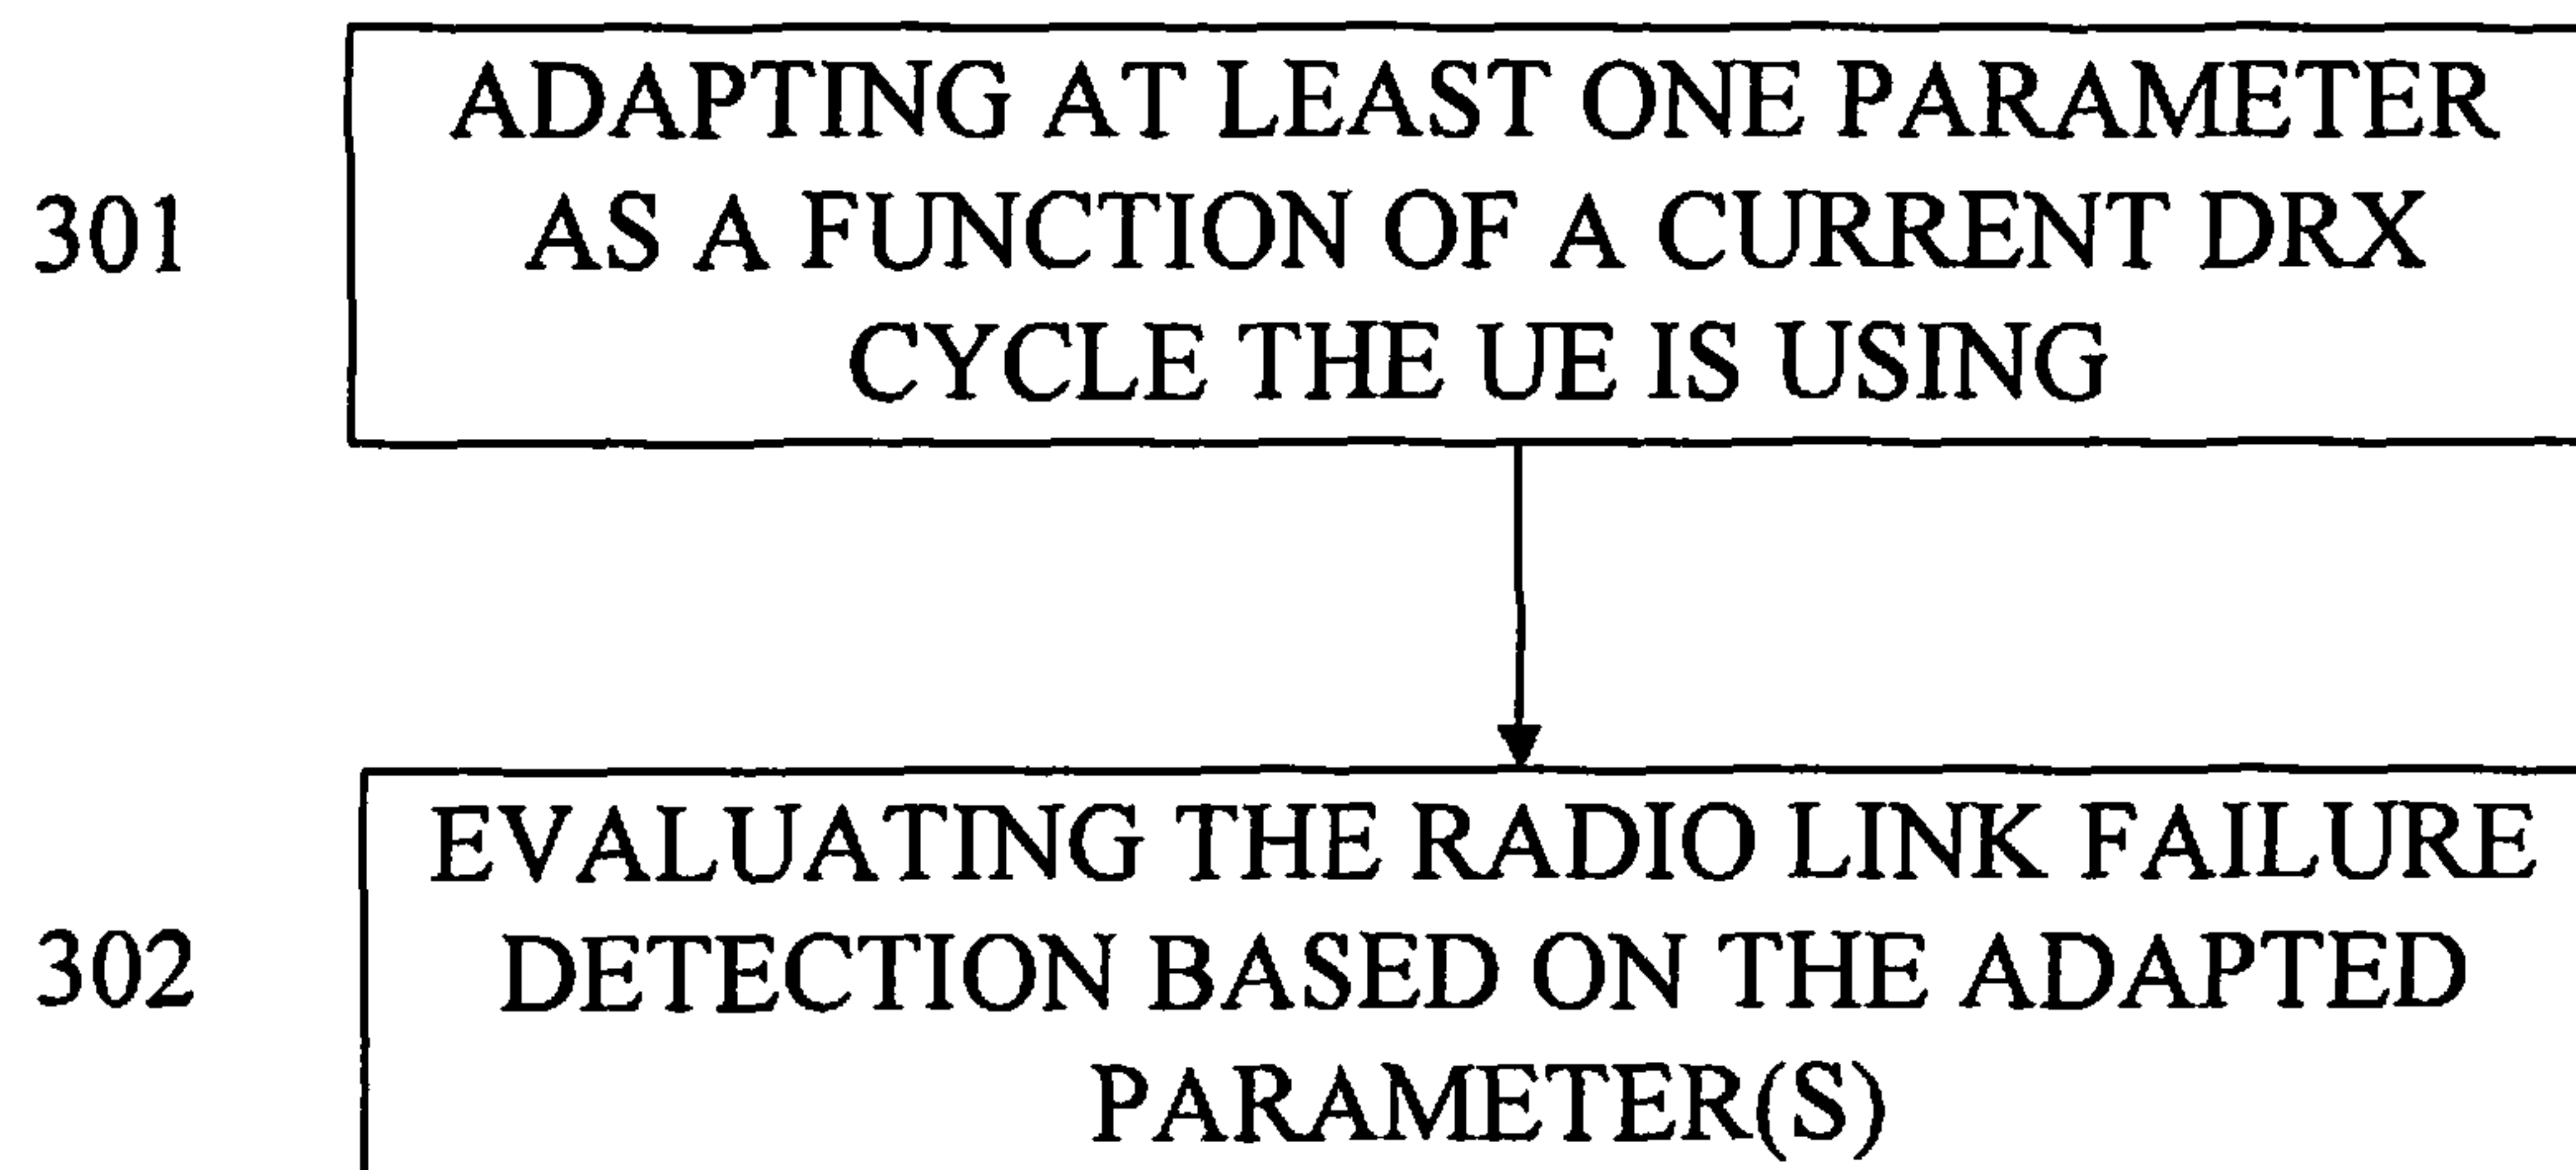 ADAPTING AT LEAST ONE PARAMETER
301 AS A FUNCTION OF A CURRENT DRX
CYCLE THE UE IS USING
EVALUATING THE RADIO LINK FAILURE
302 DETECTION BASED ON THE ADAPTED
PARAMETER(S)